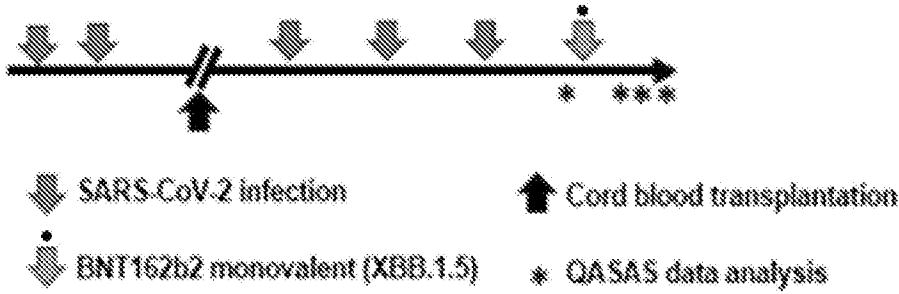 SARS-CoV-2 infection
Cord blood transplantation
BNT162b2 monovalent (XBB.1.5)
* QASAS data analysis